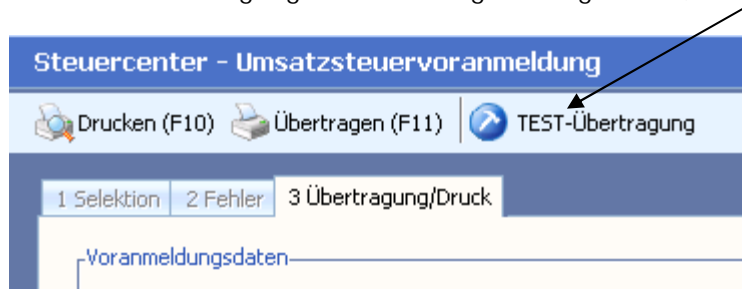 Steuercenter - Umsatzsteuervoranmeldung
Drucken (F10) Übertragen (F11) TEST-Übertragung
1 Selektion 2 Fehler 3 Übertragung/Druck
Voranmeldungsdaten